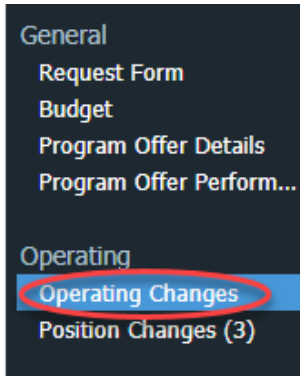 General
Request Form
Budget
Program Offer Details
Program Offer Perform...
Operating
Operating Changes
Position Changes (3)